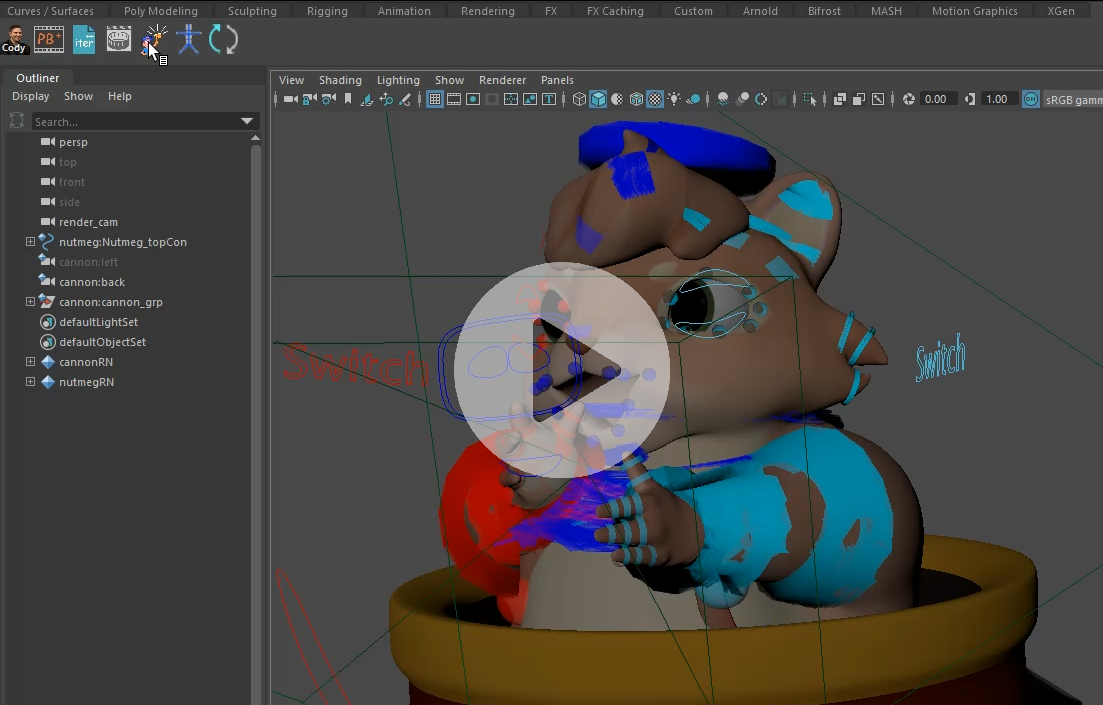 Curves / Surfaces Poly Modeling Sculpting Rigging Animation Rendering FX FX Caching Custom Arnold Bifrost MASH Motion Graphics XGen
Cody PB+ iter
Outliner
Display Show Help
Search...
persp
top
front
side
render_cam
nutmeg:Nutmeg_topCon
cannon:left
cannon:back
cannon:cannon_grp
defaultLightSet
defaultObjectSet
cannonRN
nutmegRN
View Shading Lighting Show Renderer Panels
0.00 1.00 ON sRGB gamm
Switch
Switch